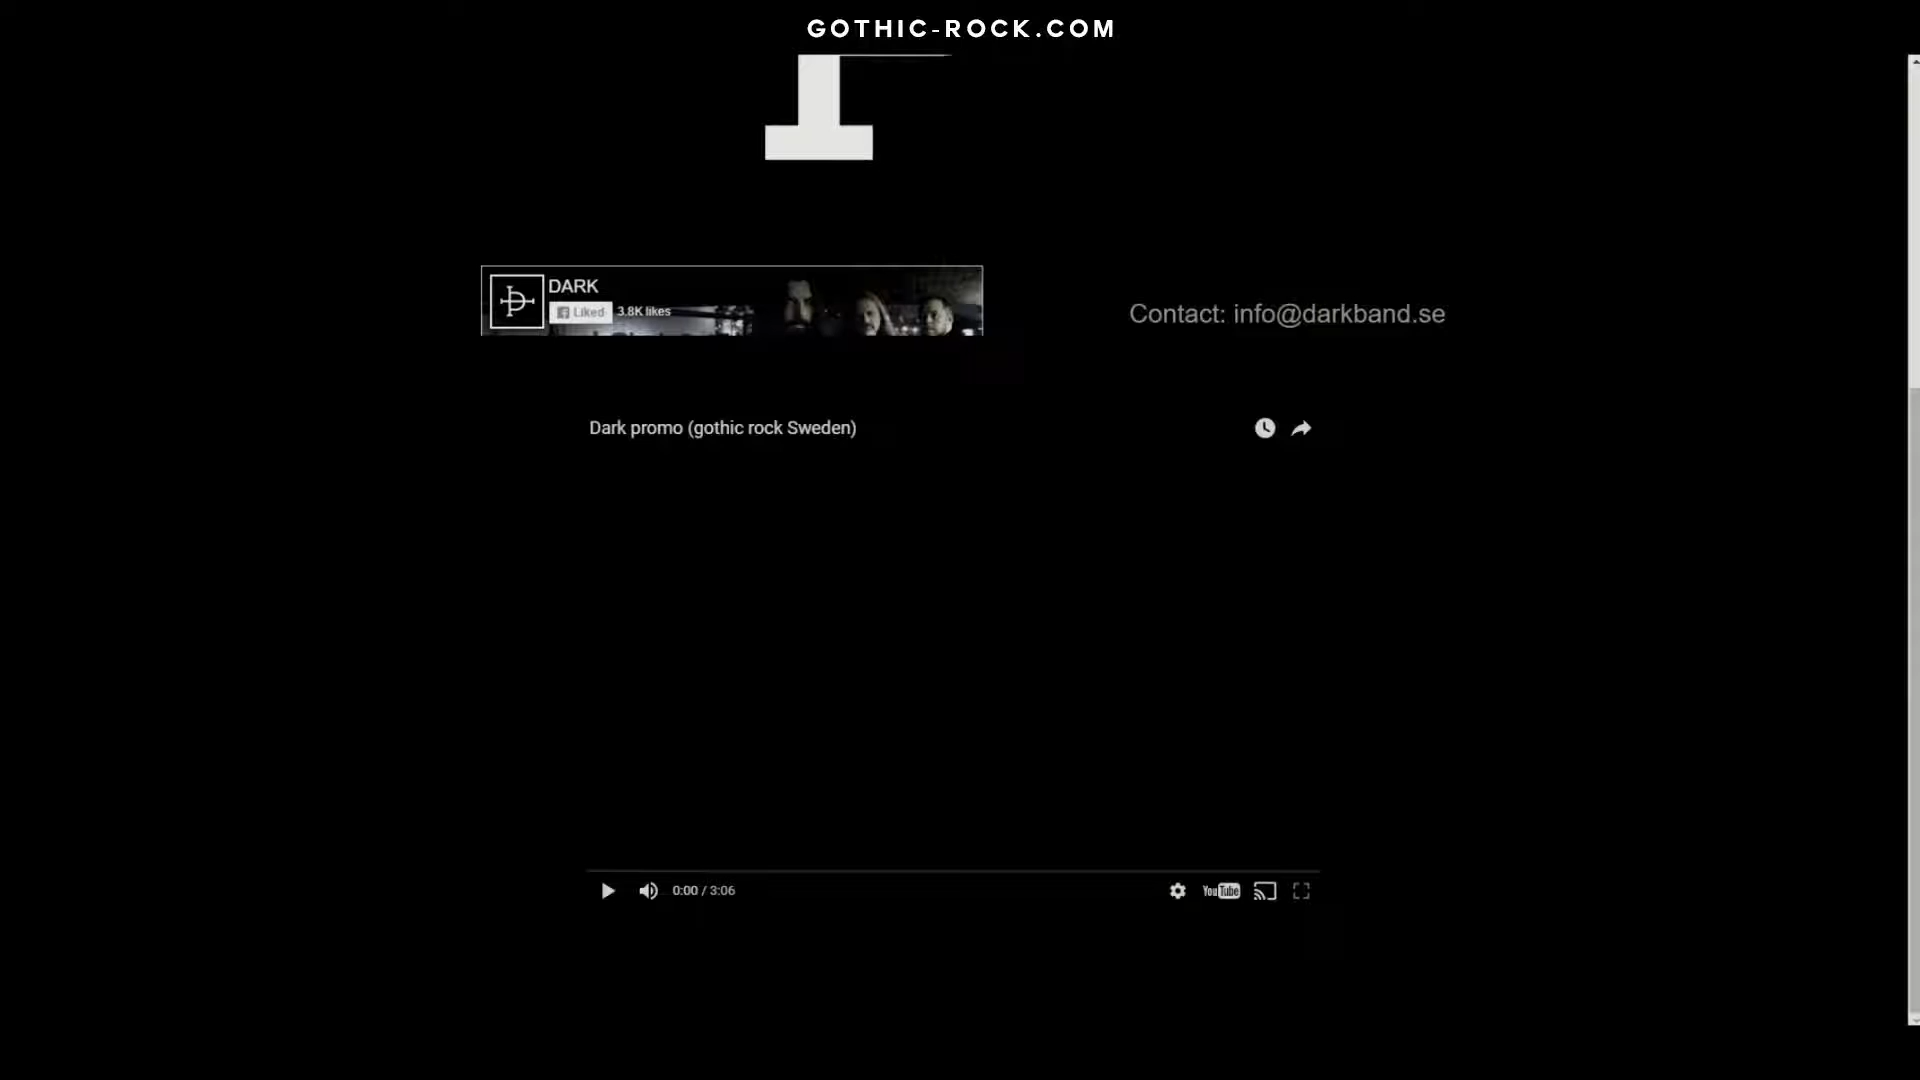 GOTHIC-ROCK.COM
DARK
Liked
3.8K likes
Contact: info@darkband.se
Dark promo (gothic rock Sweden)
0:00 / 3:06
YouTube